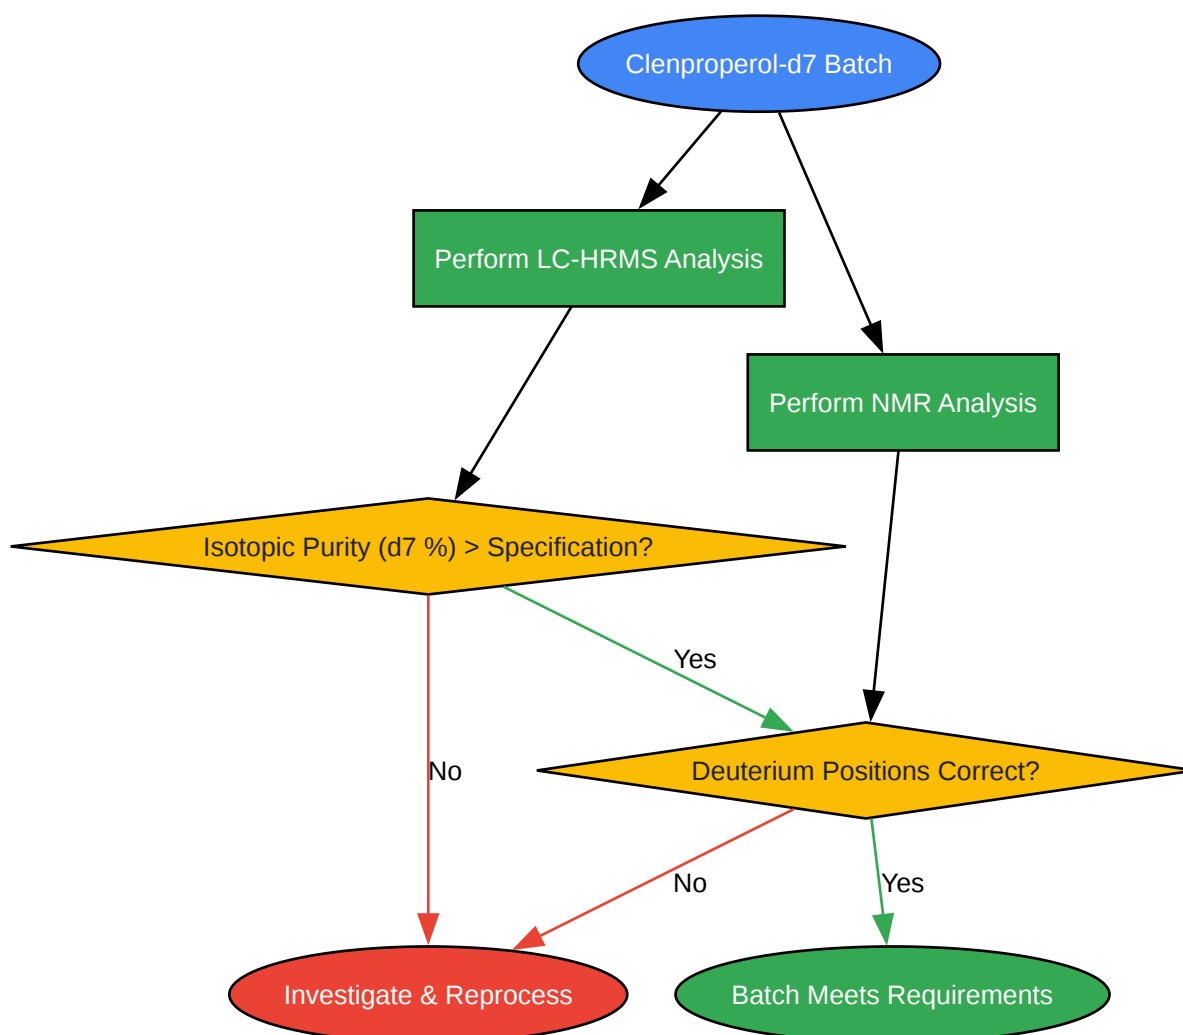 Clenproperol-d7 Batch
Perform LC-HRMS Analysis
Perform NMR Analysis
Isotopic Purity (d7 %) > Specification?
Yes
Deuterium Positions Correct?
No
No
Yes
Investigate & Reprocess
Batch Meets Requirements